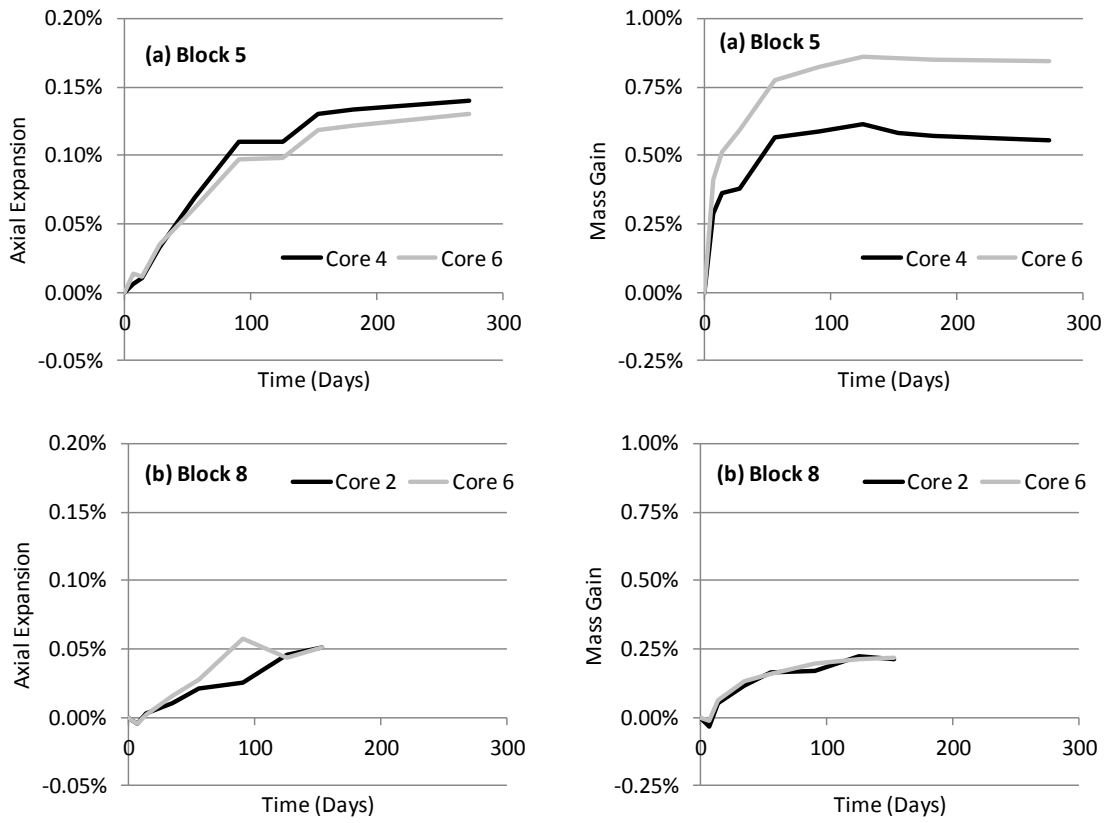 0.20%
(a) Block 5
0.15%
0.10%
0.05%
0.00%
-0.05%
Axial Expansion
Core 4 Core 6
0 100 200 300
Time (Days)
1.00%
(a) Block 5
0.75%
0.50%
0.25%
0.00%
-0.25%
Mass Gain
Core 4 Core 6
0 100 200 300
Time (Days)
0.20%
(b) Block 8 Core 2 Core 6
0.15%
0.10%
0.05%
0.00%
-0.05%
Axial Expansion
0 100 200 300
Time (Days)
1.00%
(b) Block 8 Core 2 Core 6
0.75%
0.50%
0.25%
0.00%
-0.25%
Mass Gain
0 100 200 300
Time (Days)